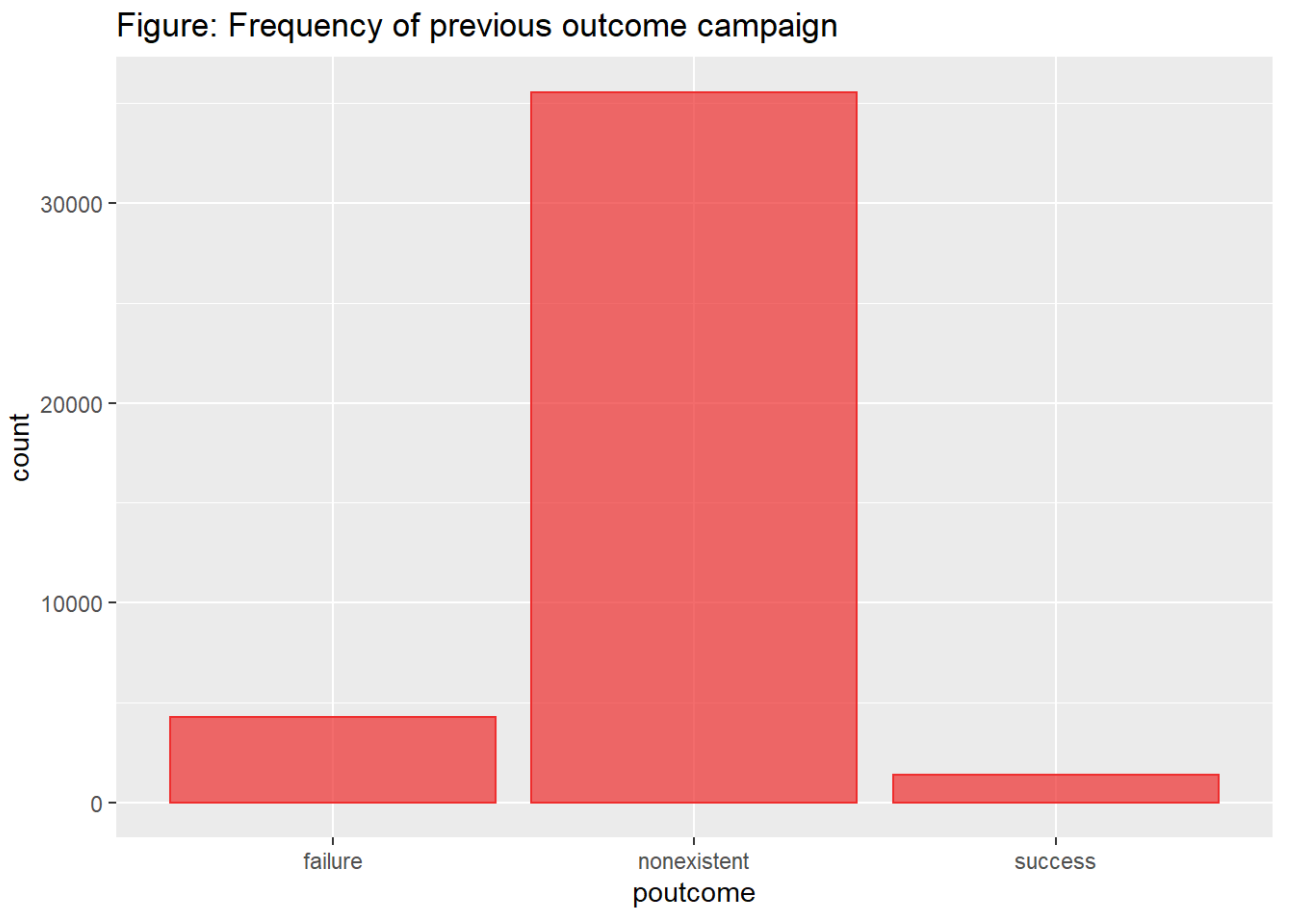 Figure: Frequency of previous outcome campaign
count
30000
20000
10000
0
failure nonexistent success
poutcome